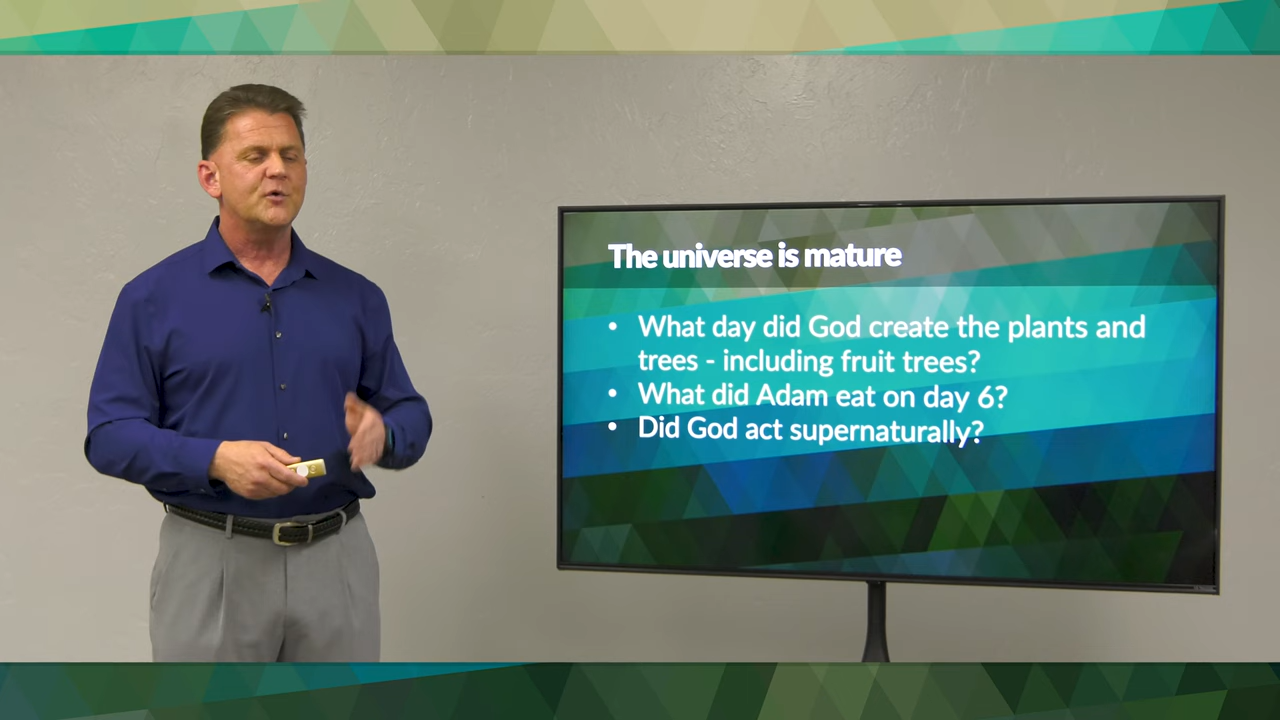 The universe is mature
• What day did God create the plants and
trees - including fruit trees?
• What did Adam eat on day 6?
• Did God act supernaturally?